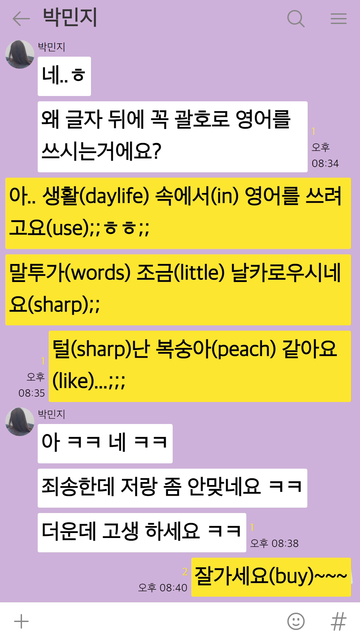 박민지
박민지
네..ㅎ
왜 글자 뒤에 꼭 괄호로 영어를
쓰시는거에요?
1
오후
08:34
아.. 생활(daylife) 속에서(in) 영어를 쓰려
고요(use);;ㅎㅎ;;
말투가(words) 조금(little) 날카로우시네
요(sharp);;
털(sharp)난 복숭아(peach) 같아요
(like)...;;;
1
오후
08:35
박민지
아 ㅋㅋ 네 ㅋㅋ
죄송한데 저랑 좀 안맞네요 ㅋㅋ
더운데 고생 하세요 ㅋㅋ
1
오후 08:38
잘가세요(buy)~~~
2
오후 08:40